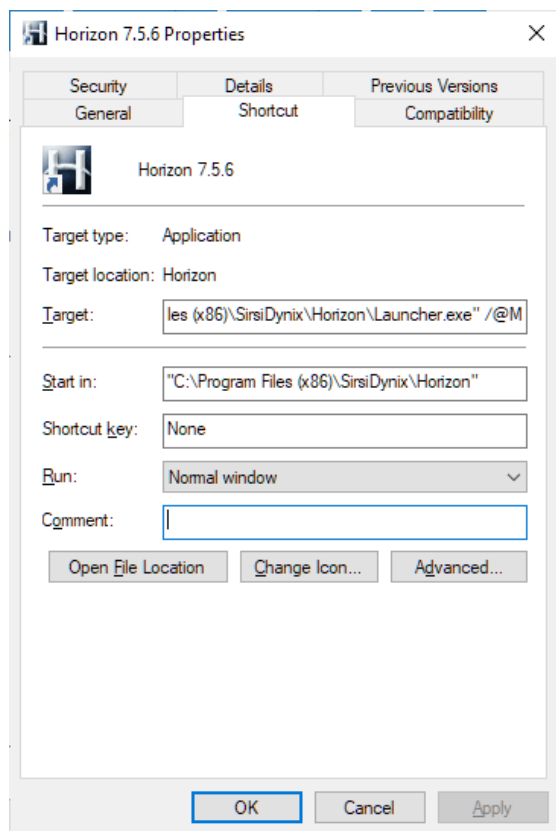 Horizon 7.5.6 Properties
Security Details Previous Versions
General Shortcut Compatibility
Horizon 7.5.6
Target type: Application
Target location: Horizon
Target: les (x86)\SirsiDynix\Horizon\Launcher.exe" /@M
Start in: "C:\Program Files (x86)\SirsiDynix\Horizon"
Shortcut key: None
Run: Normal window
Comment:
Open File Location Change Icon... Advanced...
OK Cancel Apply